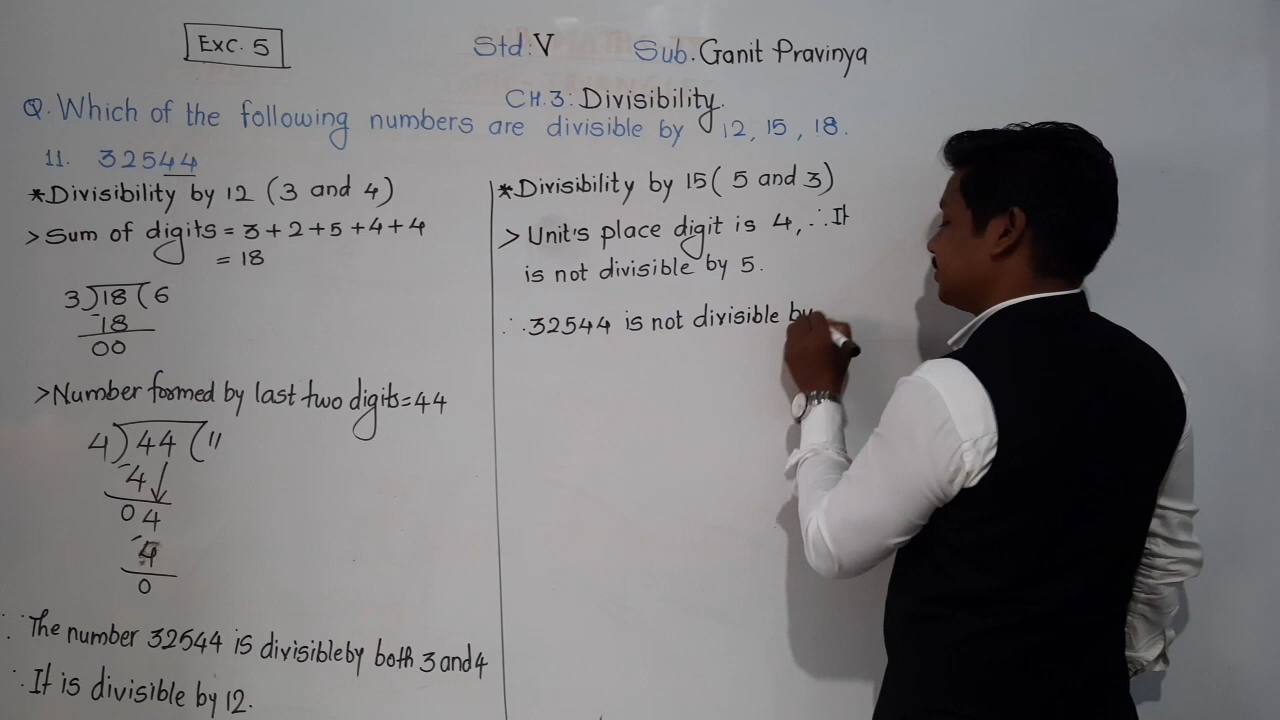 Exc. 5
Std: V
Sub. Ganit Pravinya
CH.3: Divisibility.
Q. Which of the following numbers are divisible by 12, 15, 18.
11. 32544
*Divisibility by 12 (3 and 4)
> Sum of digits = 3+2+5+4+4
= 18
3)18(6
-18
00
>Number formed by last two digits=44
4)44(11
-4
04
-4
0
∴ The number 32544 is divisible by both 3 and 4
∴ It is divisible by 12.
*Divisibility by 15( 5 and 3)
> Unit's place digit is 4, ∴ It
is not divisible by 5.
∴ 32544 is not divisible by